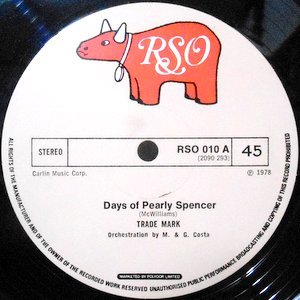 RSO
STEREO
RSO 010 A
(2090 293)
45
Carlin Music Corp.
℗ 1978
Days of Pearly Spencer
(McWilliams)
TRADE MARK
Orchestration by M. & G. Costa
MARKETED BY POLYDOR LIMITED
ALL RIGHTS OF THE MANUFACTURER AND OF THE OWNER OF THE RECORDED WORK RESERVED UNAUTHORISED PUBLIC PERFORMANCE BROADCASTING AND COPYING OF THIS RECORD PROHIBITED